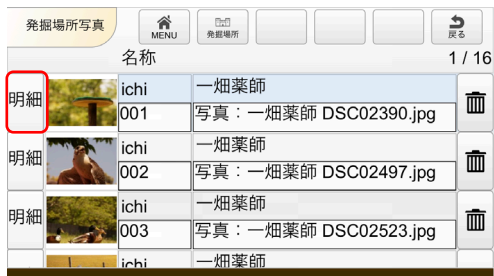 発掘場所写真
MENU
発掘場所
戻る
名称
1 / 16
明細
ichi
一畑薬師
001
写真：一畑薬師 DSC02390.jpg
明細
ichi
一畑薬師
002
写真：一畑薬師 DSC02497.jpg
明細
ichi
一畑薬師
003
写真：一畑薬師 DSC02523.jpg
ichi
一畑薬師